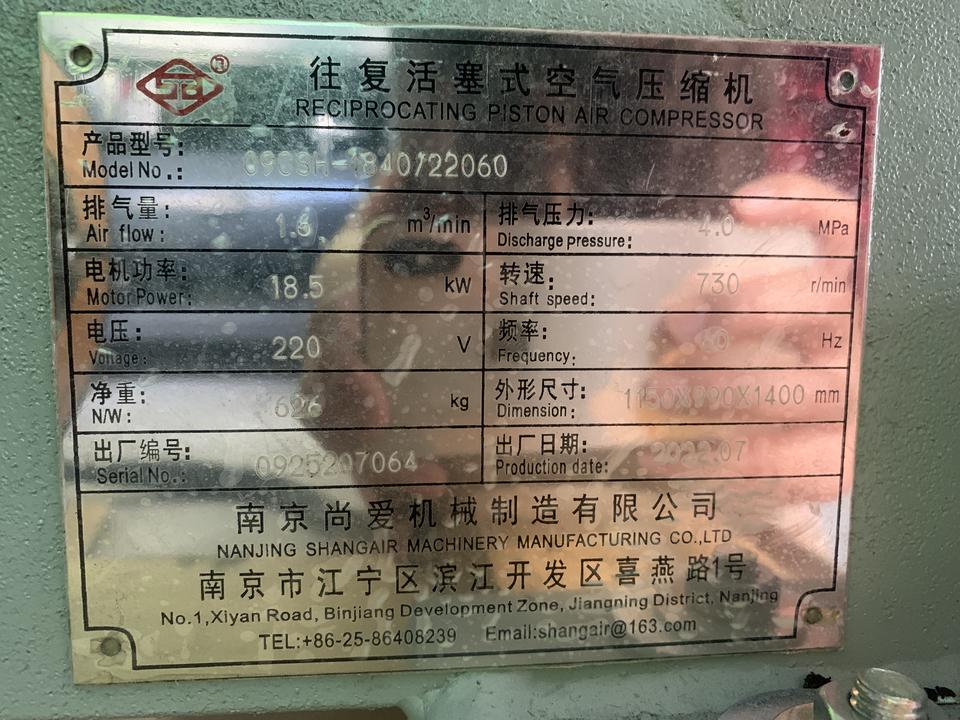 往复活塞式空气压缩机
RECIPROCATING PISTON AIR COMPRESSOR
产品型号:
Model No.: 09CSH-1840/22060
排气量:
Air flow: m³/min
排气压力:
Discharge pressure: 4.0 MPa
电机功率:
Motor Power: 18.5 kW
转速:
Shaft speed: 730 r/min
电压:
Voltage: 220 V
频率:
Frequency: 60 Hz
净重:
N/W: 626 kg
外形尺寸:
Dimension: mm
出厂编号:
Serial No.: 0925207064
出厂日期:
Production date: 2022.07
南京尚爱机械制造有限公司
NANJING SHANGAIR MACHINERY MANUFACTURING CO.,LTD
南京市江宁区滨江开发区喜燕路1号
No.1,Xiyan Road, Binjiang Development Zone, Jiangning District, Nanjing
TEL:+86-25-86408239 Email:shangair@163.com